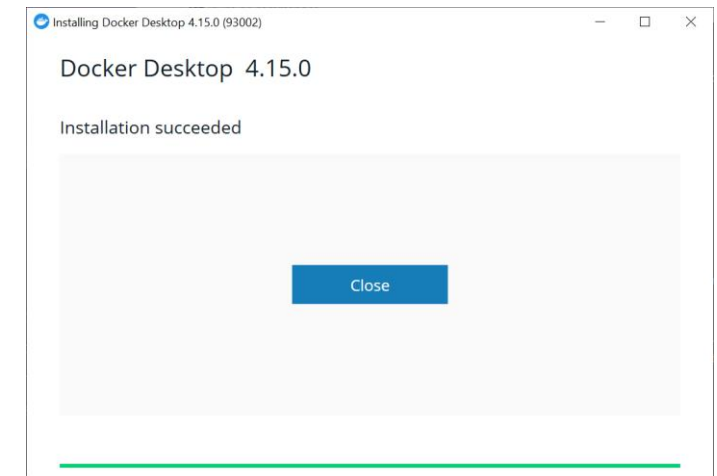 Installing Docker Desktop 4.15.0 (93002)
Docker Desktop 4.15.0
Installation succeeded
Close